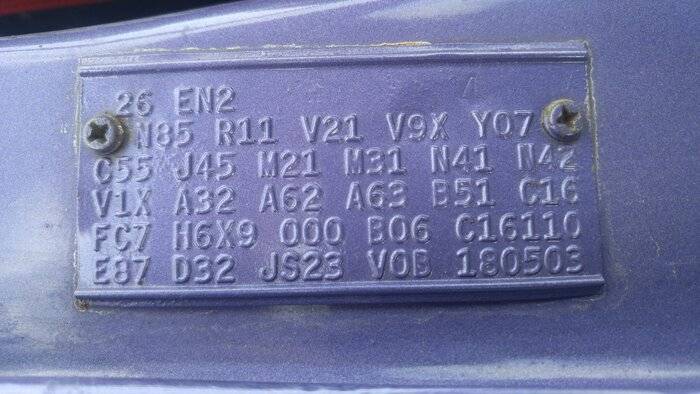 26 EN2
N85 R11 V21 V9X Y07
C55 J45 M21 M31 N41 N42
V1X A32 A62 A63 B51 C16
FC7 H6X9 000 B06 C16110
E87 D32 JS23 V0B 180503